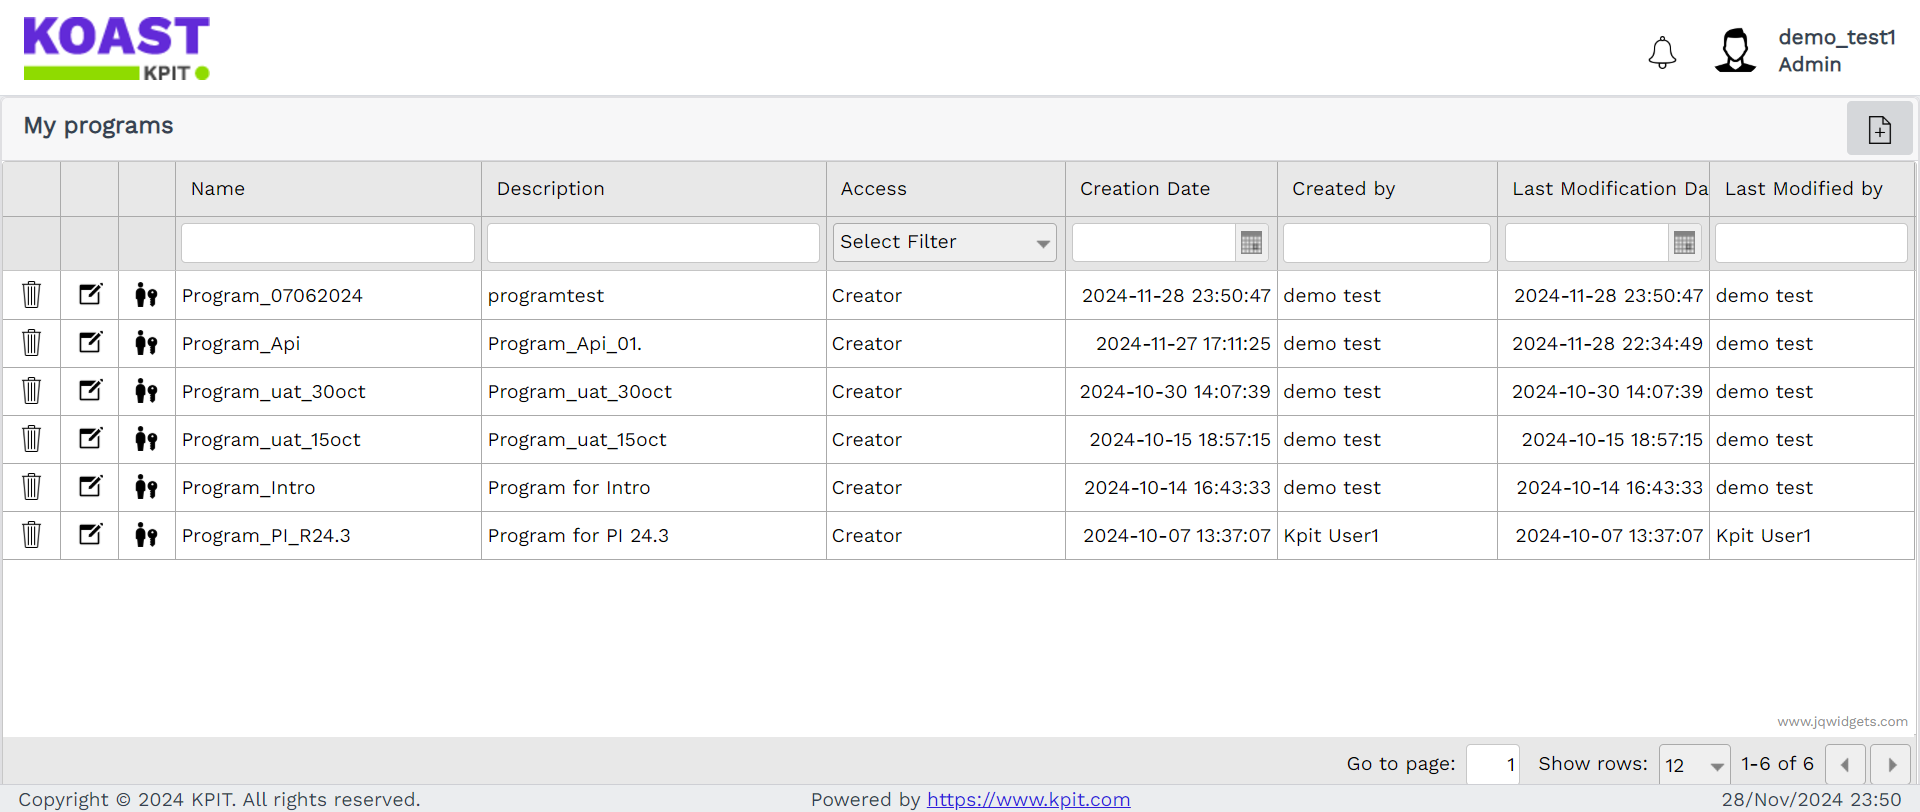 KOAST
KPIT
demo_test1
Admin
My programs
Name Description Access Creation Date Created by Last Modification Da Last Modified by
Select Filter
Program_07062024 programtest Creator 2024-11-28 23:50:47 demo test 2024-11-28 23:50:47 demo test
Program_Api Program_Api_01. Creator 2024-11-27 17:11:25 demo test 2024-11-28 22:34:49 demo test
Program_uat_30oct Program_uat_30oct Creator 2024-10-30 14:07:39 demo test 2024-10-30 14:07:39 demo test
Program_uat_15oct Program_uat_15oct Creator 2024-10-15 18:57:15 demo test 2024-10-15 18:57:15 demo test
Program_Intro Program for Intro Creator 2024-10-14 16:43:33 demo test 2024-10-14 16:43:33 demo test
Program_PI_R24.3 Program for PI 24.3 Creator 2024-10-07 13:37:07 Kpit User1 2024-10-07 13:37:07 Kpit User1
www.jqwidgets.com
Go to page: 1 Show rows: 12 1-6 of 6
Copyright © 2024 KPIT. All rights reserved. Powered by https://www.kpit.com 28/Nov/2024 23:50